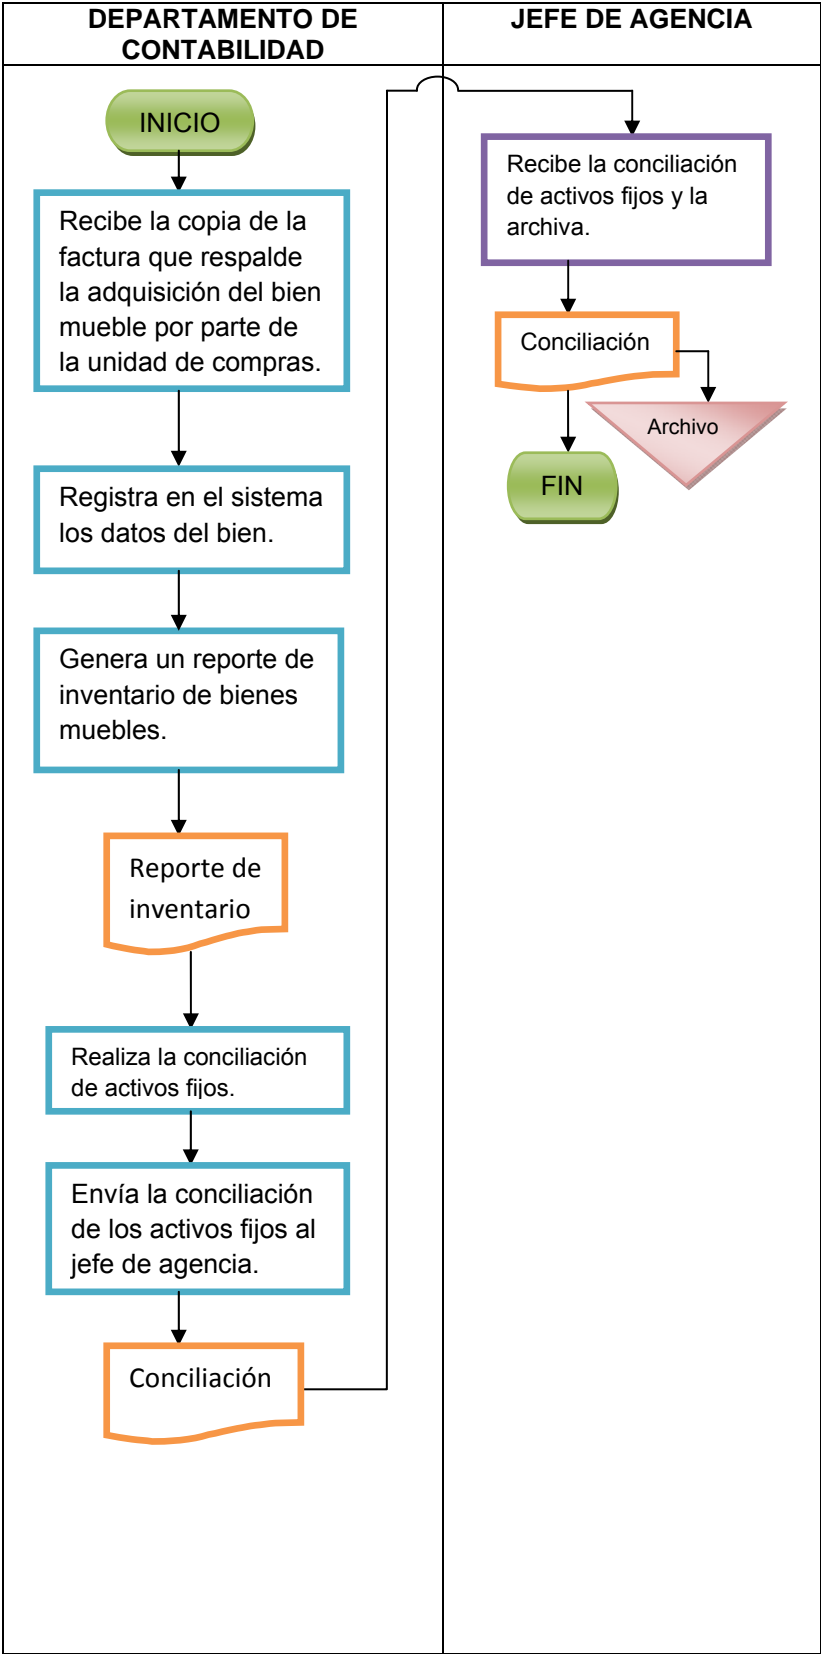 DEPARTAMENTO DE
CONTABILIDAD
JEFE DE AGENCIA
INICIO
Recibe la copia de la
factura que respalde
la adquisición del bien
mueble por parte de
la unidad de compras.
Registra en el sistema
los datos del bien.
Genera un reporte de
inventario de bienes
muebles.
Reporte de
inventario
Realiza la conciliación
de activos fijos.
Envía la conciliación
de los activos fijos al
jefe de agencia.
Conciliación
Recibe la conciliación
de activos fijos y la
archiva.
Conciliación
Archivo
FIN